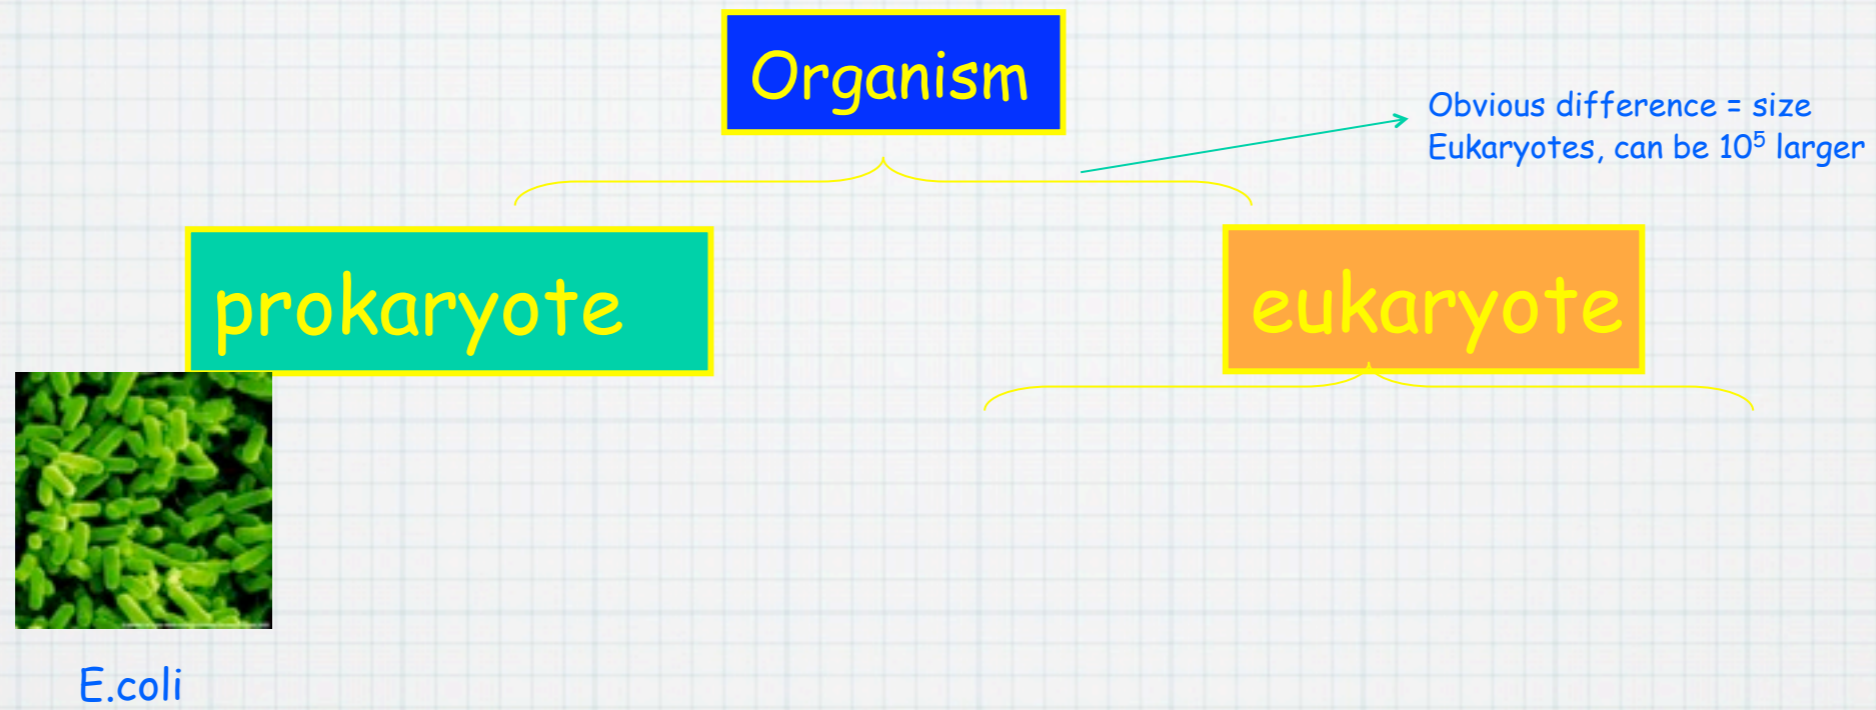 Organism
Obvious difference = size
Eukaryotes, can be 10⁵ larger
prokaryote
eukaryote
E.coli